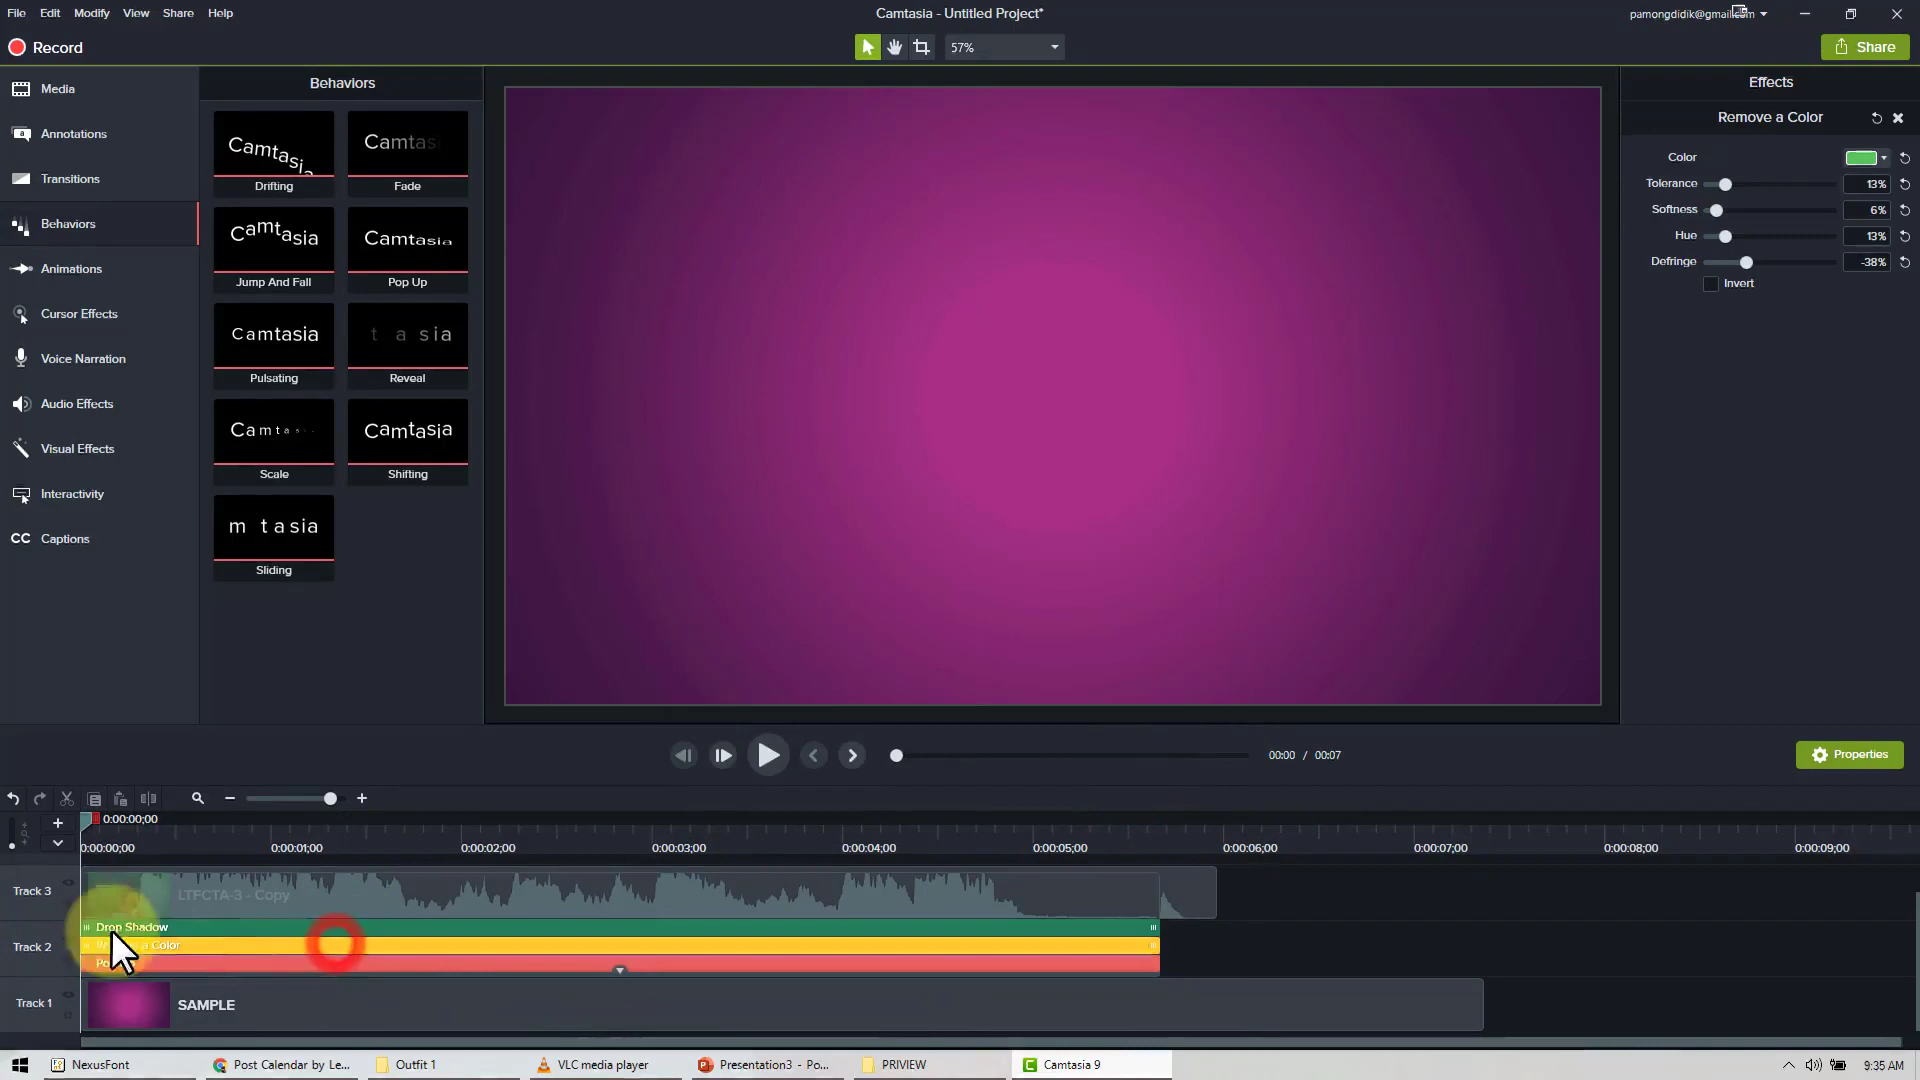 File Edit Modify View Share Help
Camtasia - Untitled Project*
Record
57%
Share
Media
Annotations
Transitions
Behaviors
Animations
Cursor Effects
Voice Narration
Audio Effects
Visual Effects
Interactivity
CC Captions
Behaviors
Camtasia Camtas
Drifting Fade
Camtasia Camtasia
Jump And Fall Pop Up
Camtasia t a sia
Pulsating Reveal
Camtas Camtasia
Scale Shifting
m t a sia
Sliding
Effects
Remove a Color
Color
Tolerance 13%
Softness 6%
Hue 13%
Defringe -38%
Invert
00:00 / 00:07
Properties
0:00:00;00
0:00:00;00 0:00:01;00 0:00:02;00 0:00:03;00 0:00:04;00 0:00:05;00 0:00:06;00 0:00:07;00 0:00:08;00 0:00:09;00
Track 3 LTFCTA-3 - Copy
Drop Shadow
Track 2 a Color
Track 1 SAMPLE
NexusFont Post Calendar by Le... Outfit 1 VLC media player Presentation3 - Po... PRIVIEW Camtasia 9 9:35 AM